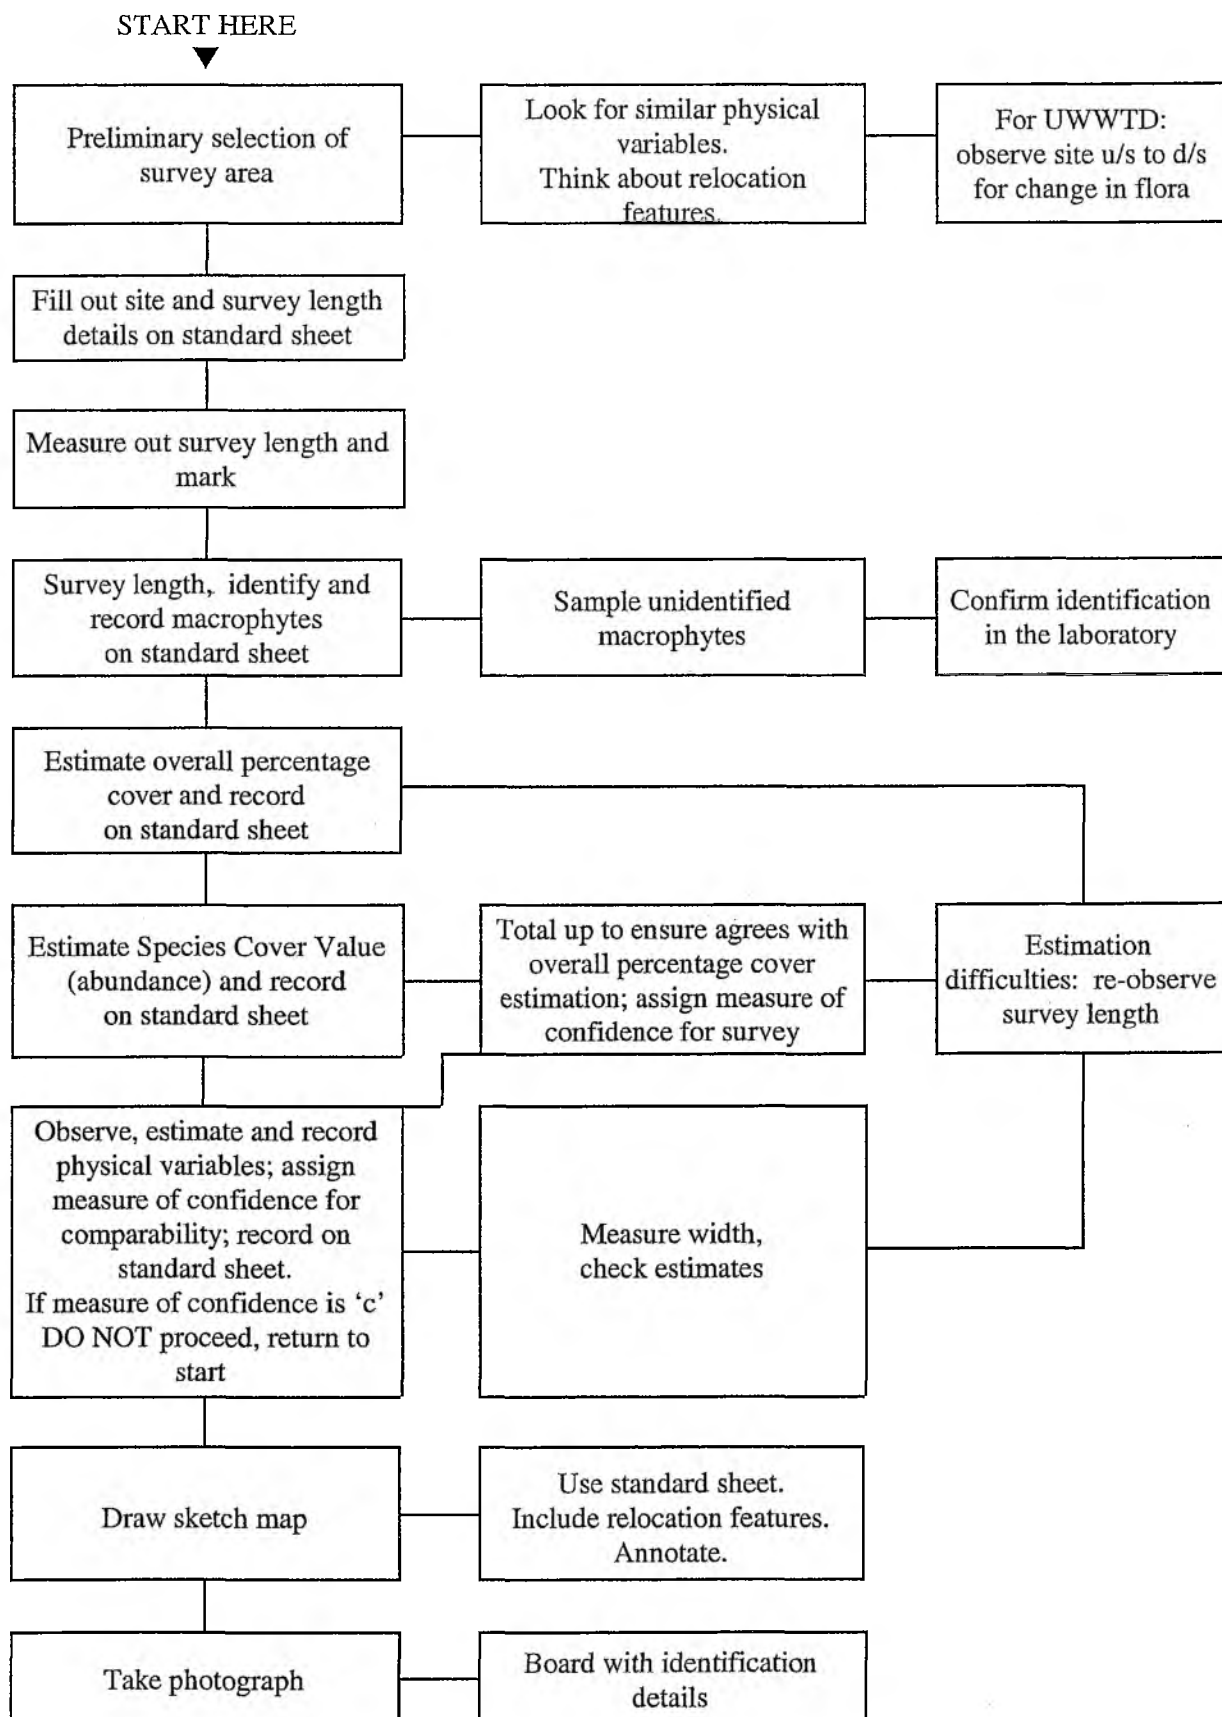 START HERE
Preliminary selection of
survey area
Look for similar physical
variables.
Think about relocation
features.
For UWWTD:
observe site u/s to d/s
for change in flora
Fill out site and survey length
details on standard sheet
Measure out survey length and
mark
Survey length, identify and
record macrophytes
on standard sheet
Sample unidentified
macrophytes
Confirm identification
in the laboratory
Estimate overall percentage
cover and record
on standard sheet
Estimate Species Cover Value
(abundance) and record
on standard sheet
Total up to ensure agrees with
overall percentage cover
estimation; assign measure of
confidence for survey
Estimation
difficulties: re-observe
survey length
Observe, estimate and record
physical variables; assign
measure of confidence for
comparability; record on
standard sheet.
If measure of confidence is ‘c’
DO NOT proceed, return to
start
Measure width,
check estimates
Draw sketch map
Use standard sheet.
Include relocation features.
Annotate.
Take photograph
Board with identification
details